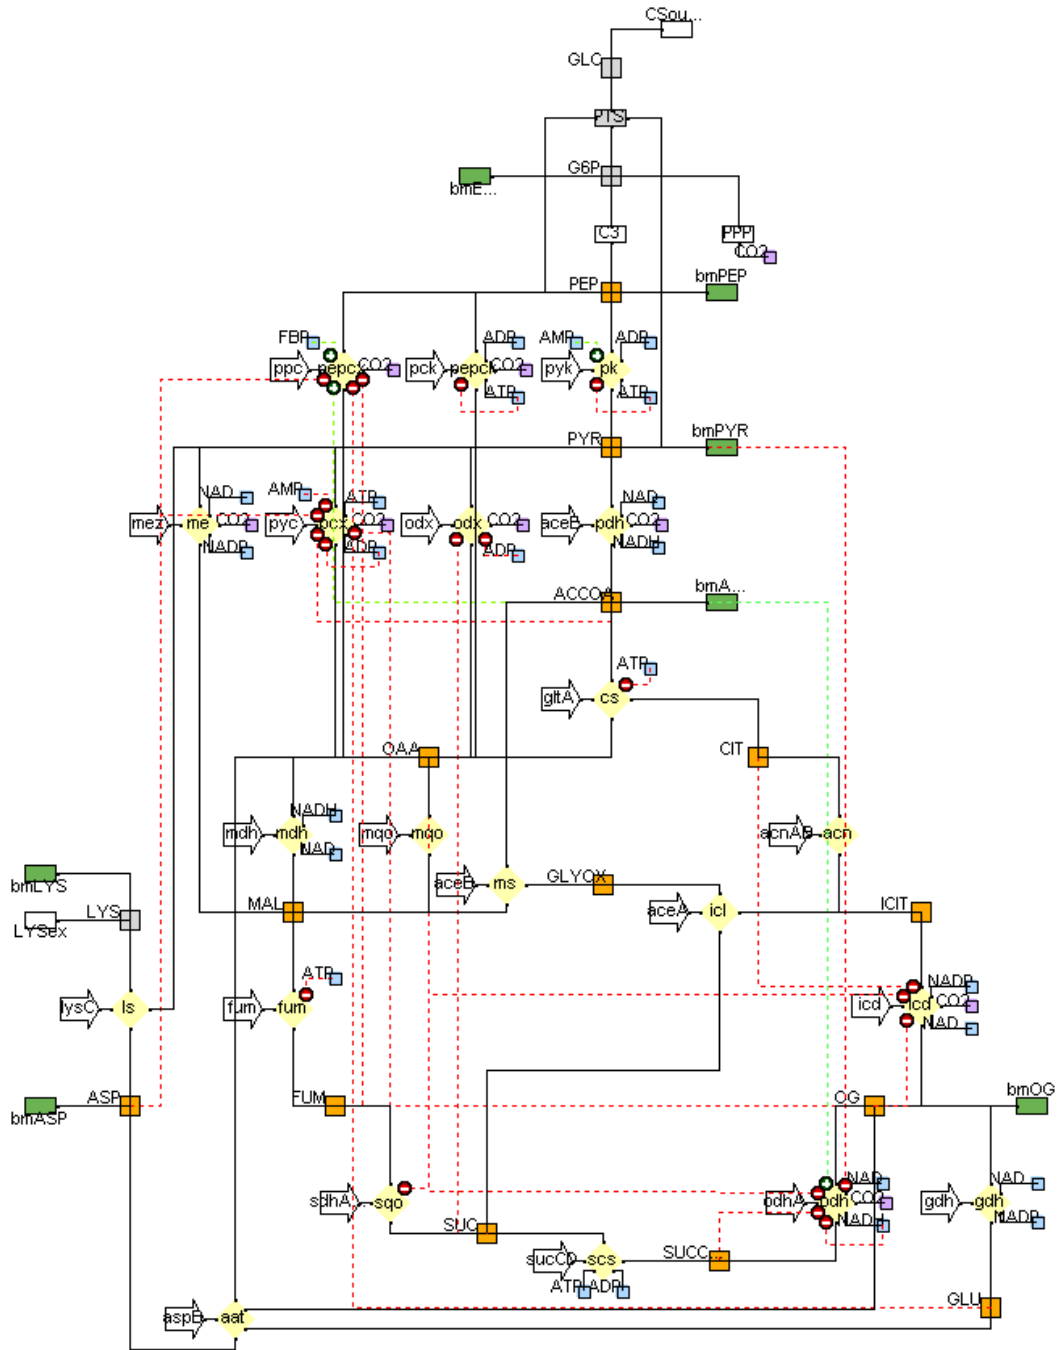 CSou...
GLC
PTS
G6P
bmE...
C3
PPP
CO2
PEP
bmPEP
FBP
ADP
AMP
ADP
ppc
pepcx
CO2
pck
pepck
CO2
pyk
pk
ATP
ATP
PYR
bmPYR
NAD
AMP
ATP
NAD
mez
me
CO2
pyc
pcx
CO2
odx
odx
CO2
aceB
pdh
CO2
NADP
ADP
ADP
NADH
ACCOA
bmA...
ATP
gltA
cs
OAA
CIT
NADH
mdh
mdh
mqo
mqo
acnAB
acn
NAD
bmLYS
aceB
ms
GLYOX
LYS
LYSex
MAL
aceA
icl
ICIT
ATP
NADP
lysC
ls
fum
fum
icd
icd
CO2
NAD
ASP
bmASP
FUM
OG
bmOG
NAD
NAD
sdhA
sqo
odhA
odh
CO2
gdh
gdh
NADH
NADP
SUC
sucCD
scs
SUCC...
ATP
ADP
GLU
aspB
aat